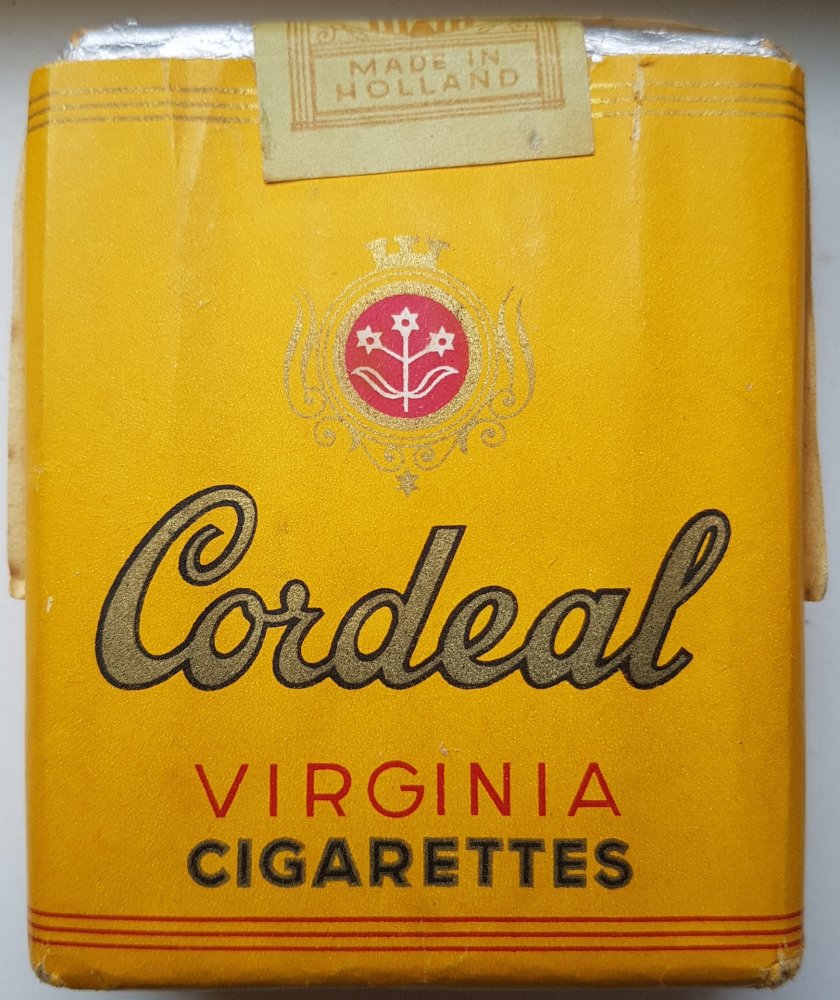 MADE IN
HOLLAND
Cordeal
VIRGINIA
CIGARETTES